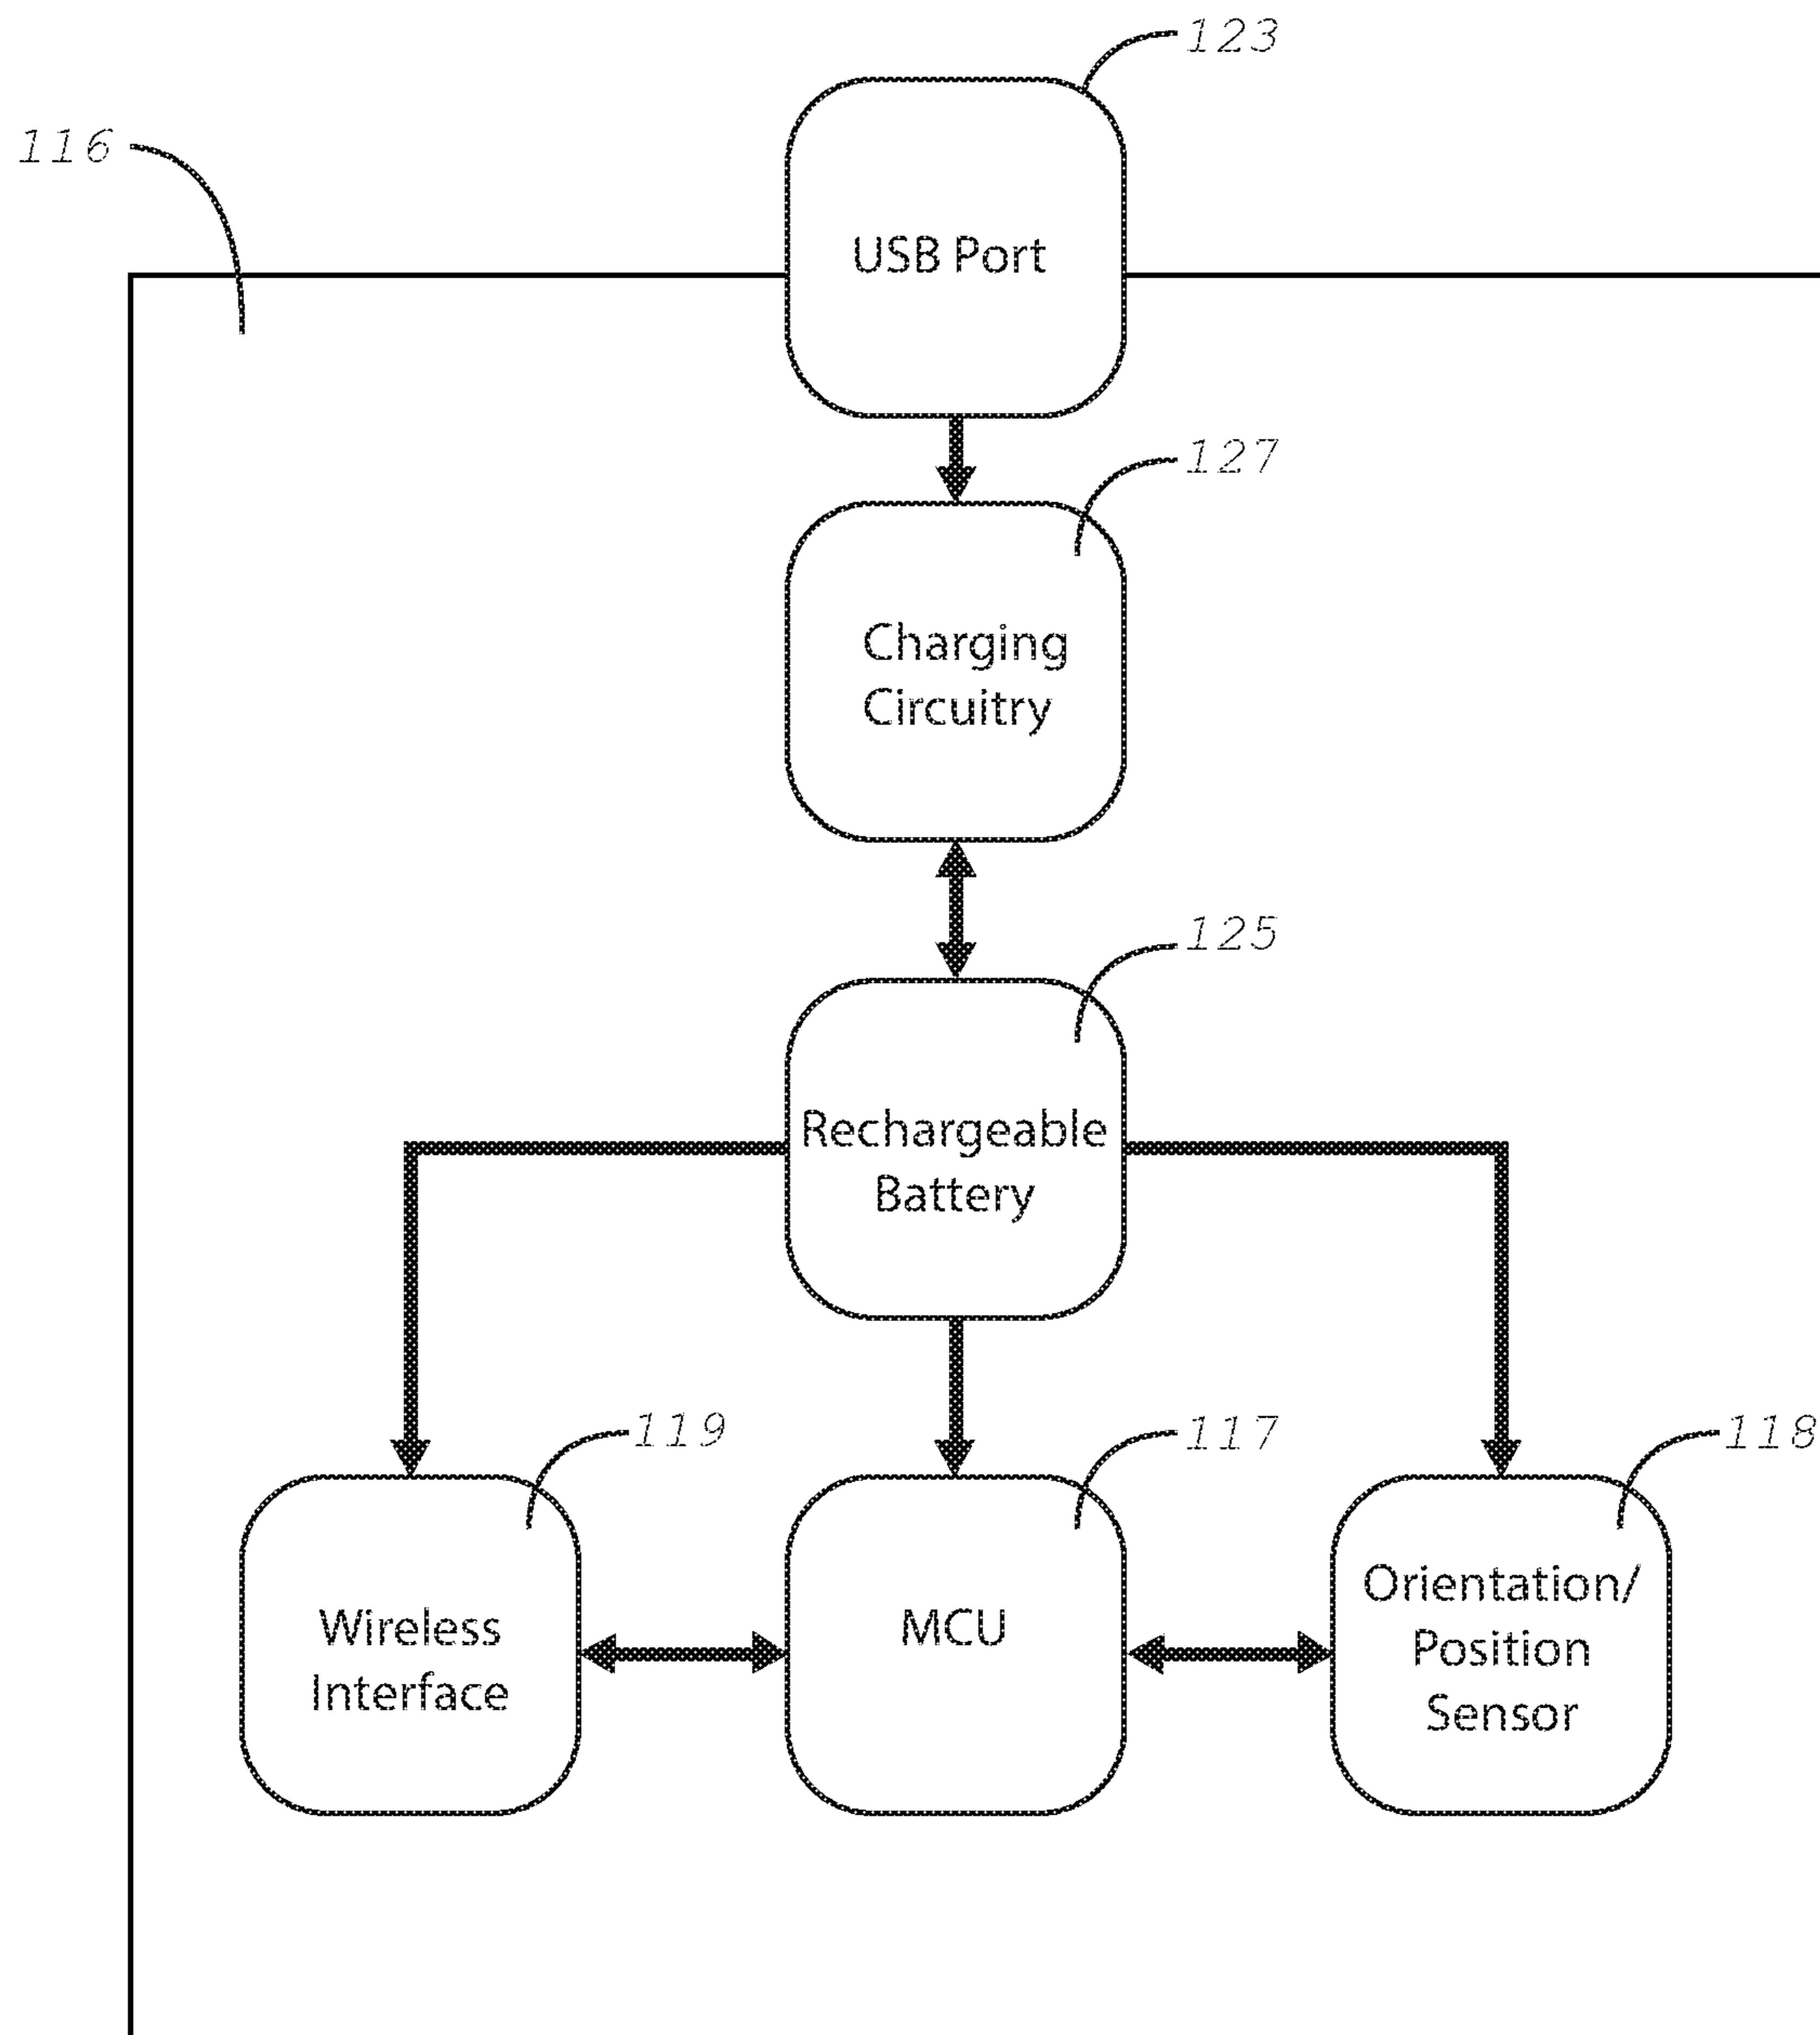 123
116
USB Port
127
Charging
Circuitry
125
Rechargeable
Battery
119
117
118
Wireless
Interface
MCU
Orientation/
Position
Sensor